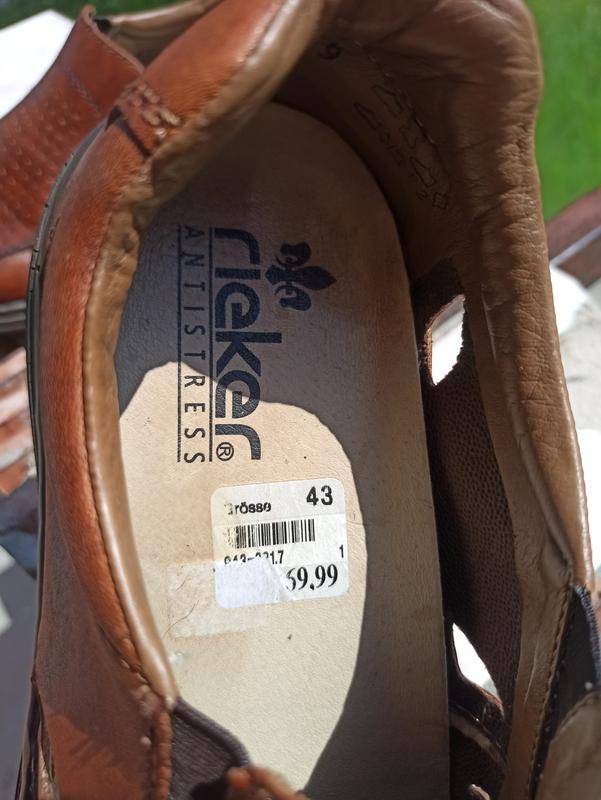 rieker®
ANTISTRESS
Grösse 43
1
69,99